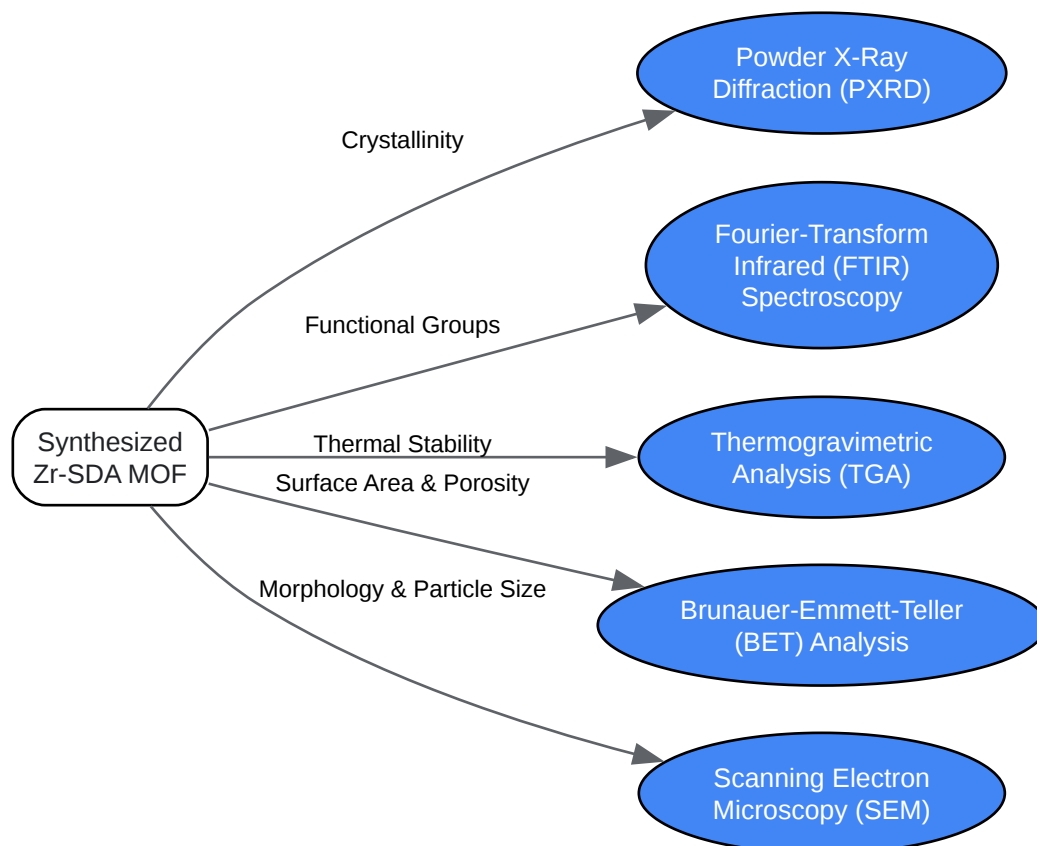 Powder X-Ray
Diffraction (PXRD)
Crystallinity
Fourier-Transform
Infrared (FTIR)
Spectroscopy
Functional Groups
Synthesized
Zr-SDA MOF
Thermal Stability
Thermogravimetric
Analysis (TGA)
Surface Area & Porosity
Morphology & Particle Size
Brunauer-Emmett-Teller
(BET) Analysis
Scanning Electron
Microscopy (SEM)